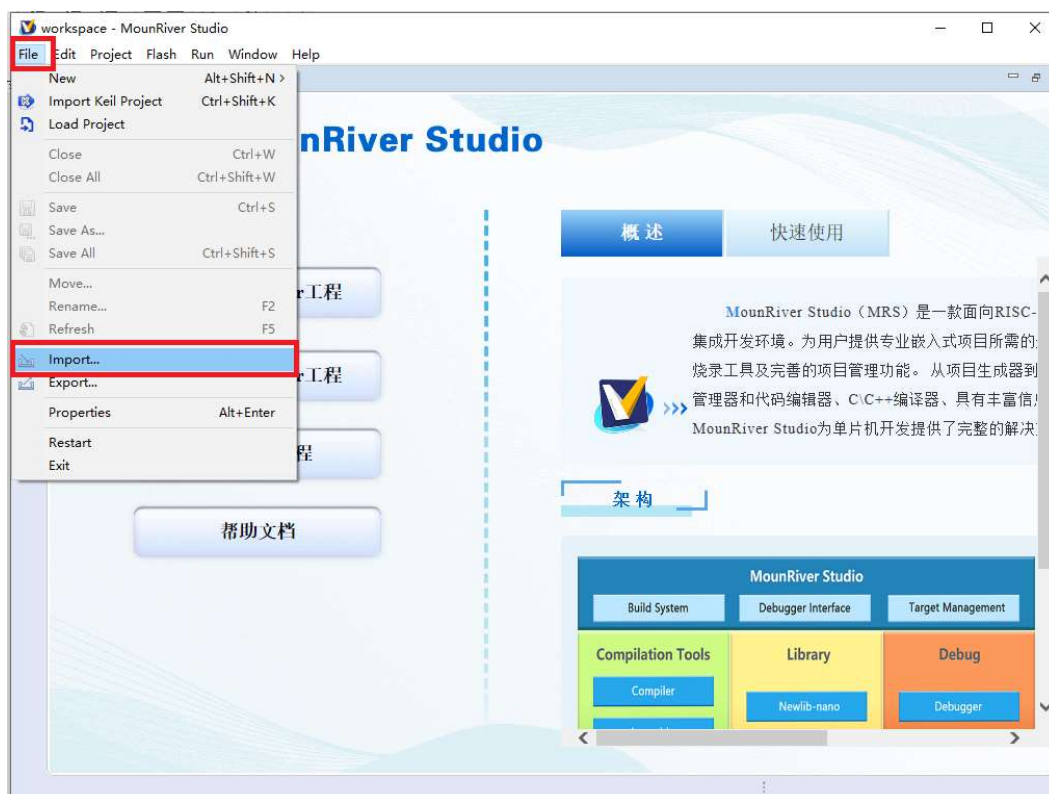 workspace - MounRiver Studio
File Edit Project Flash Run Window Help
New Alt+Shift+N >
Import Keil Project Ctrl+Shift+K
Load Project
Close Ctrl+W
Close All Ctrl+Shift+W
Save Ctrl+S
Save As...
Save All Ctrl+Shift+S
Move...
Rename... F2
Refresh F5
Import...
Export...
Properties Alt+Enter
Restart
Exit
nRiver Studio
r工程
r工程
程
帮助文档
概述 快速使用
MounRiver Studio（MRS）是一款面向RISC-
集成开发环境。为用户提供专业嵌入式项目所需的
烧录工具及完善的项目管理功能。从项目生成器到
管理器和代码编辑器、C\C++编译器、具有丰富信
MounRiver Studio为单片机开发提供了完整的解决
架构
MounRiver Studio
Build System Debugger Interface Target Management
Compilation Tools Library Debug
Compiler Newlib-nano Debugger